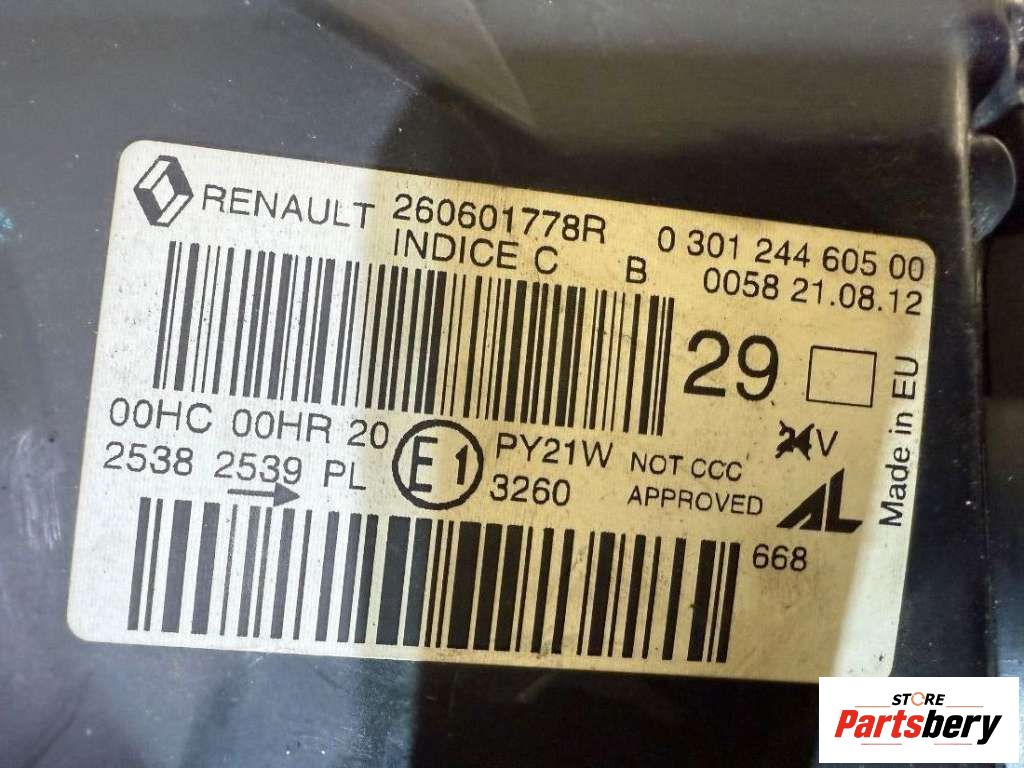 RENAULT 260601778R 0 301 244 605 00
INDICE C B 0058 21.08.12
29
00HC 00HR 20 E1 PY21W NOT CCC 24V
2538 2539 PL 3260 APPROVED AL
668
Made in EU
STORE
Partsbery